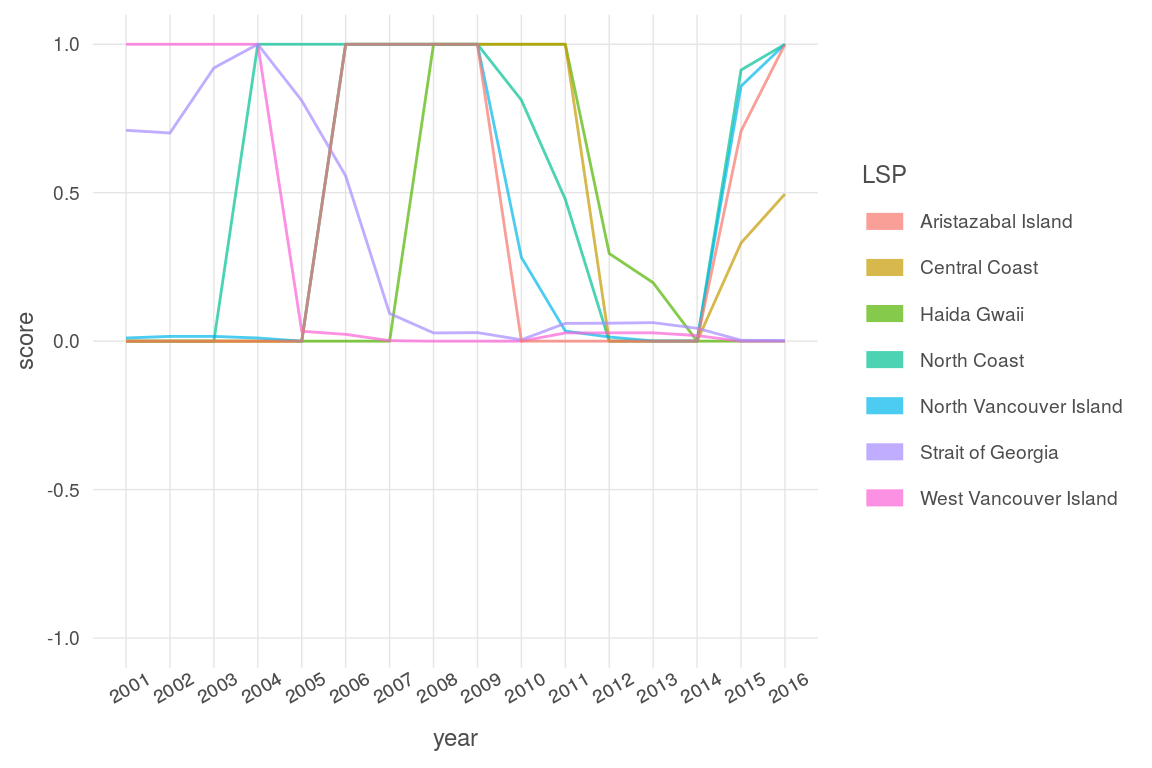 1.0
0.5
0.0
-0.5
-1.0
score
2001 2002 2003 2004 2005 2006 2007 2008 2009 2010 2011 2012 2013 2014 2015 2016
year
LSP
Aristazabal Island
Central Coast
Haida Gwaii
North Coast
North Vancouver Island
Strait of Georgia
West Vancouver Island